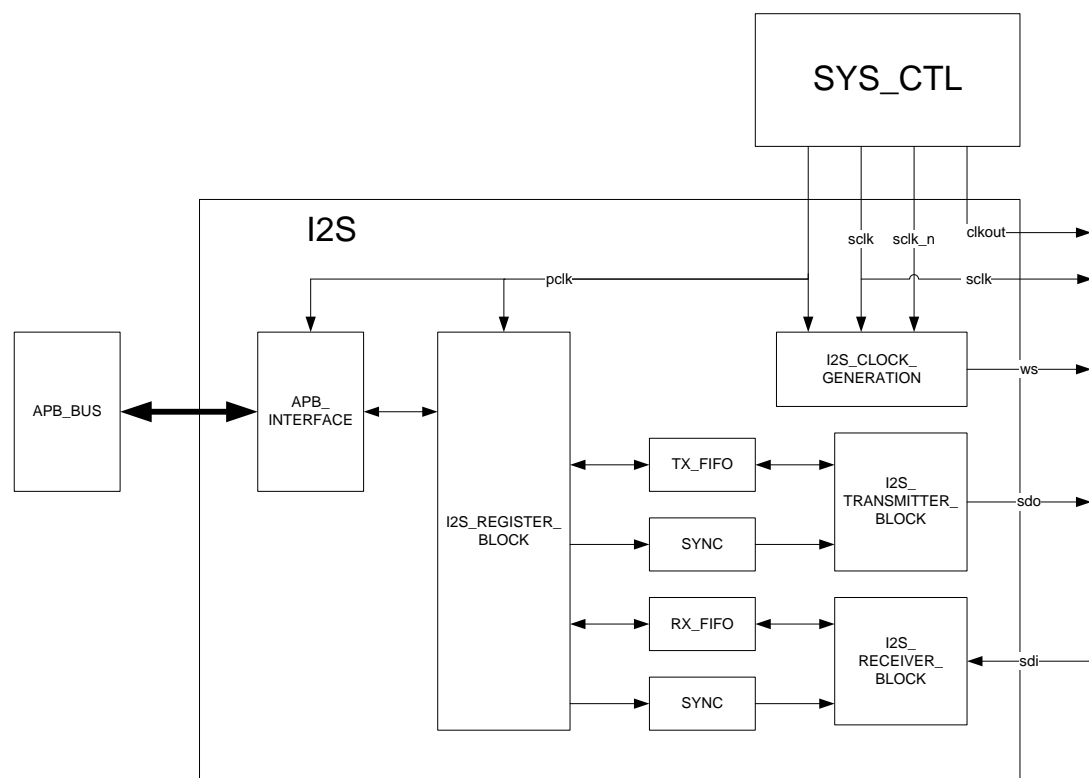 SYS_CTL
I2S
clkout
sclk
sclk_n
pclk
sclk
I2S_CLOCK_
GENERATION
ws
APB_BUS
APB_
INTERFACE
TX_FIFO
I2S_
TRANSMITTER_
BLOCK
sdo
I2S_REGISTER_
BLOCK
SYNC
RX_FIFO
I2S_
RECEIVER_
BLOCK
sdi
SYNC